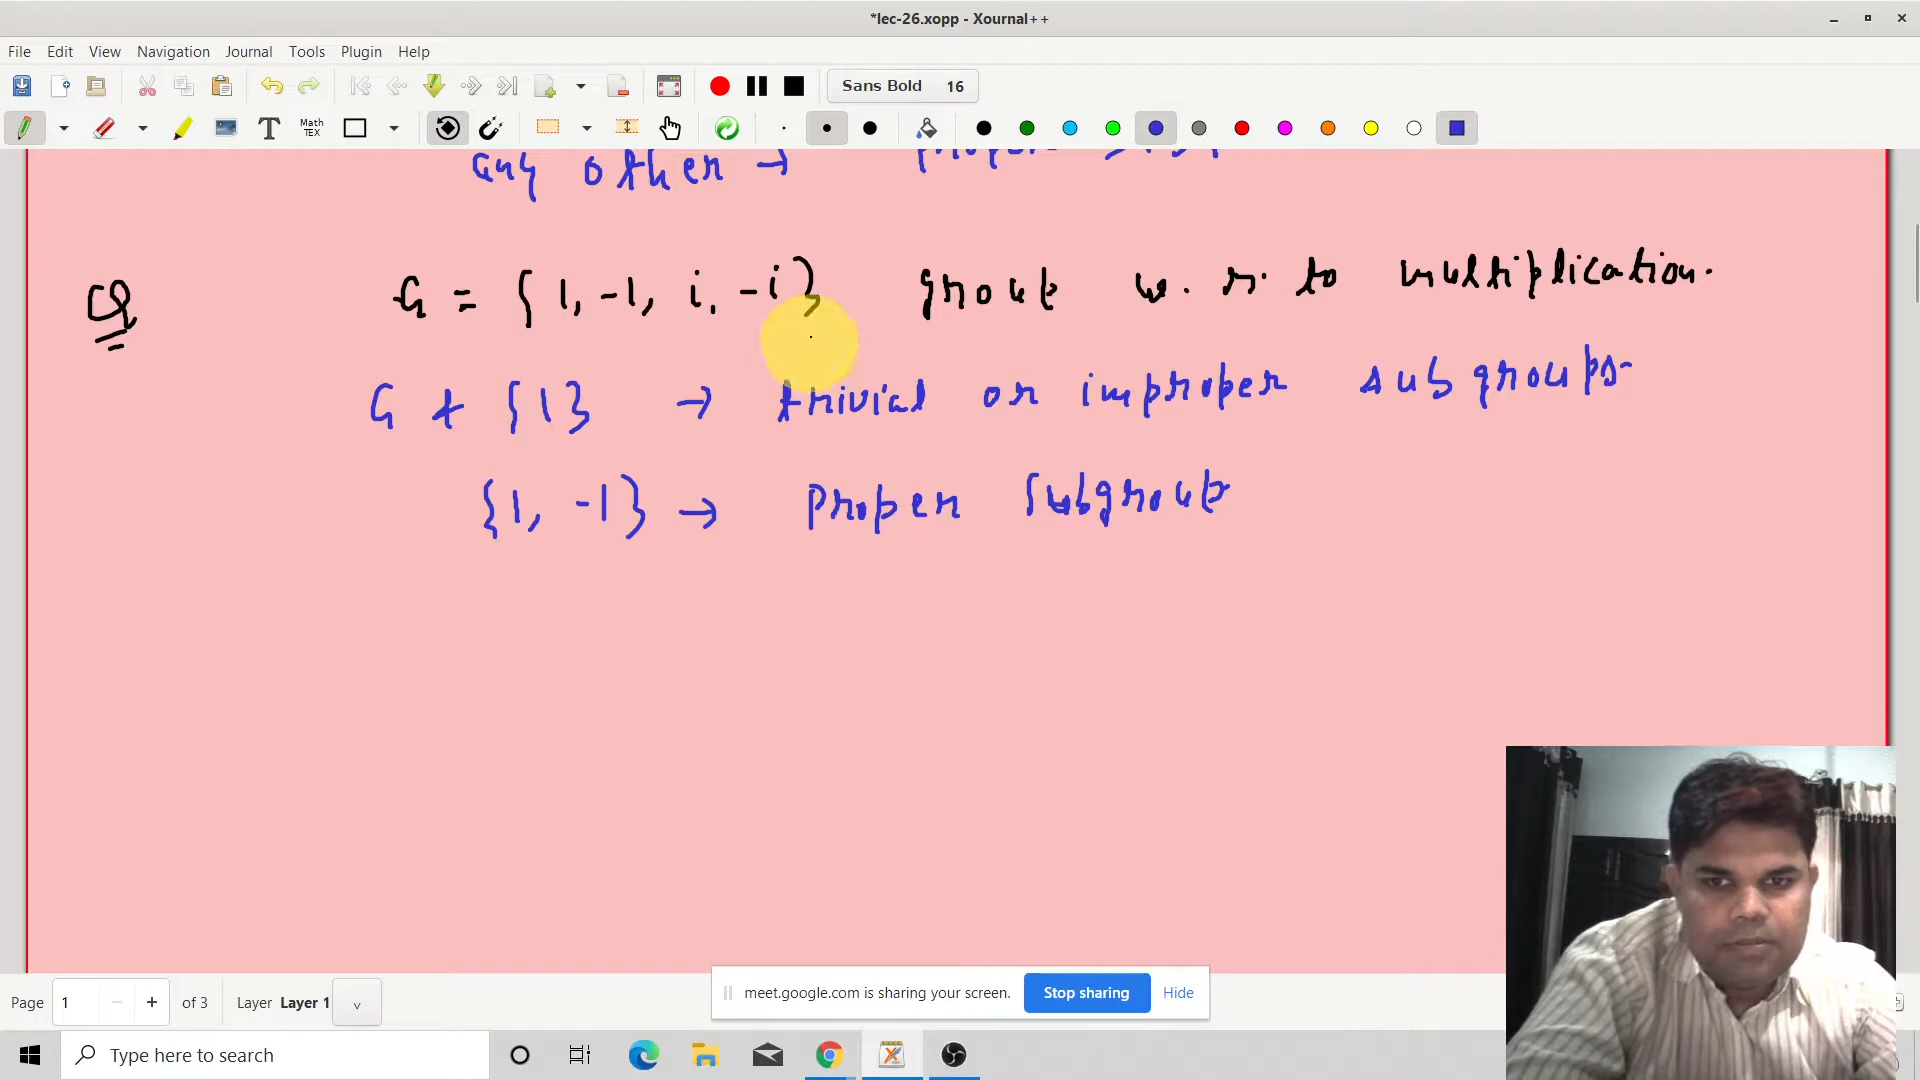 *lec-26.xopp - Xournal++
File Edit View Navigation Journal Tools Plugin Help
Sans Bold 16
T Math TEX
any other →
Q G = {1, -1, i, -i} group w. r. to multiplication.
G & {1} → trivial or improper subgroups.
{1, -1} → Proper Subgroup
Page 1 of 3 Layer Layer 1
meet.google.com is sharing your screen. Stop sharing Hide
Type here to search